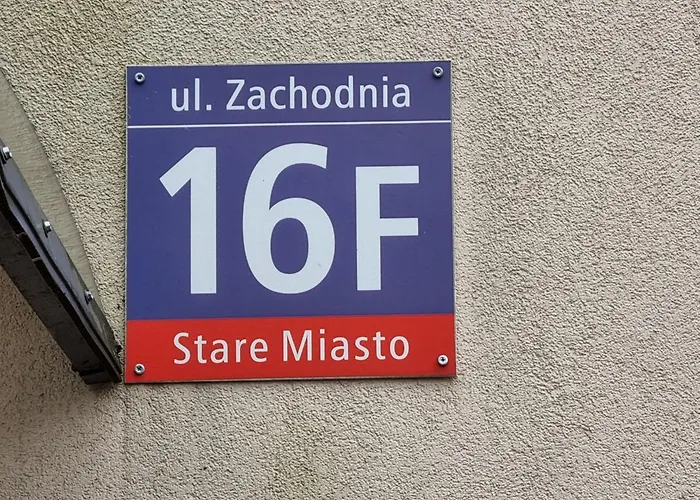 ul. Zachodnia
16F
Stare Miasto